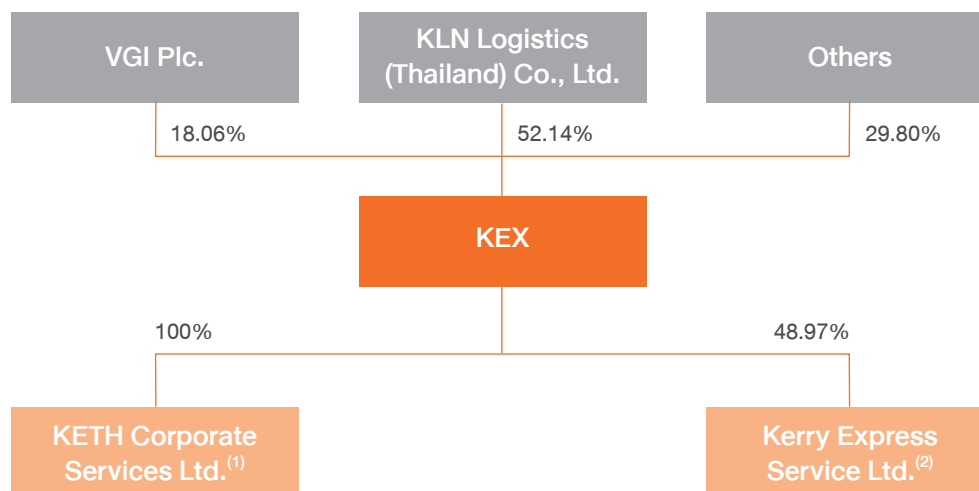 VGI Plc.
KLN Logistics
(Thailand) Co., Ltd.
Others
18.06%
52.14%
29.80%
KEX
100%
48.97%
KETH Corporate
Services Ltd.(1)
Kerry Express
Service Ltd.(2)